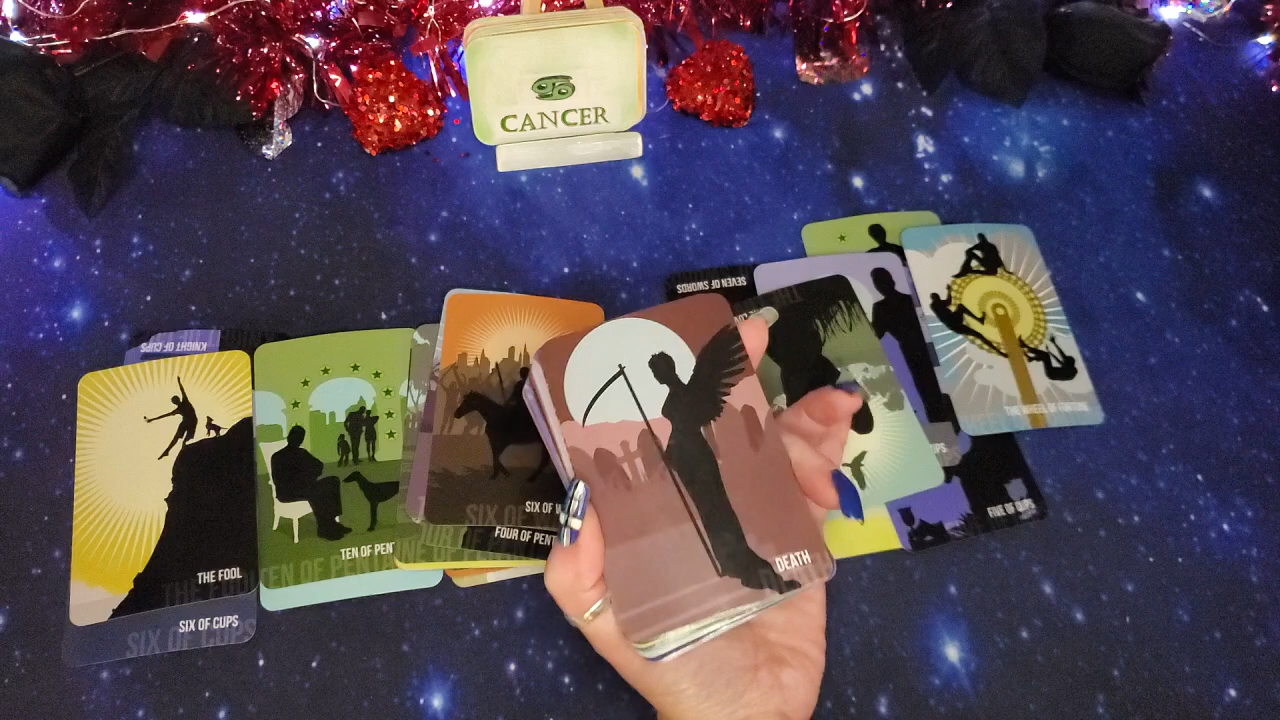 CANCER
SEVEN OF SWORDS
KNIGHT OF CUPS
THE WHEEL OF FORTUNE
FIVE OF CUPS
SIX OF
FOUR OF PENT
TEN OF PENT
THE FOOL
SIX OF CUPS
DEATH